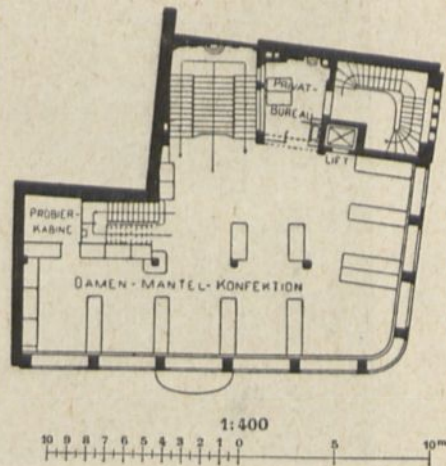 PRIVAT-
BUREAU
LIFT
PROBIER-
KABINE
DAMEN-MANTEL-KONFEKTION
1:400
10 9 8 7 6 5 4 3 2 1 0 5 10m